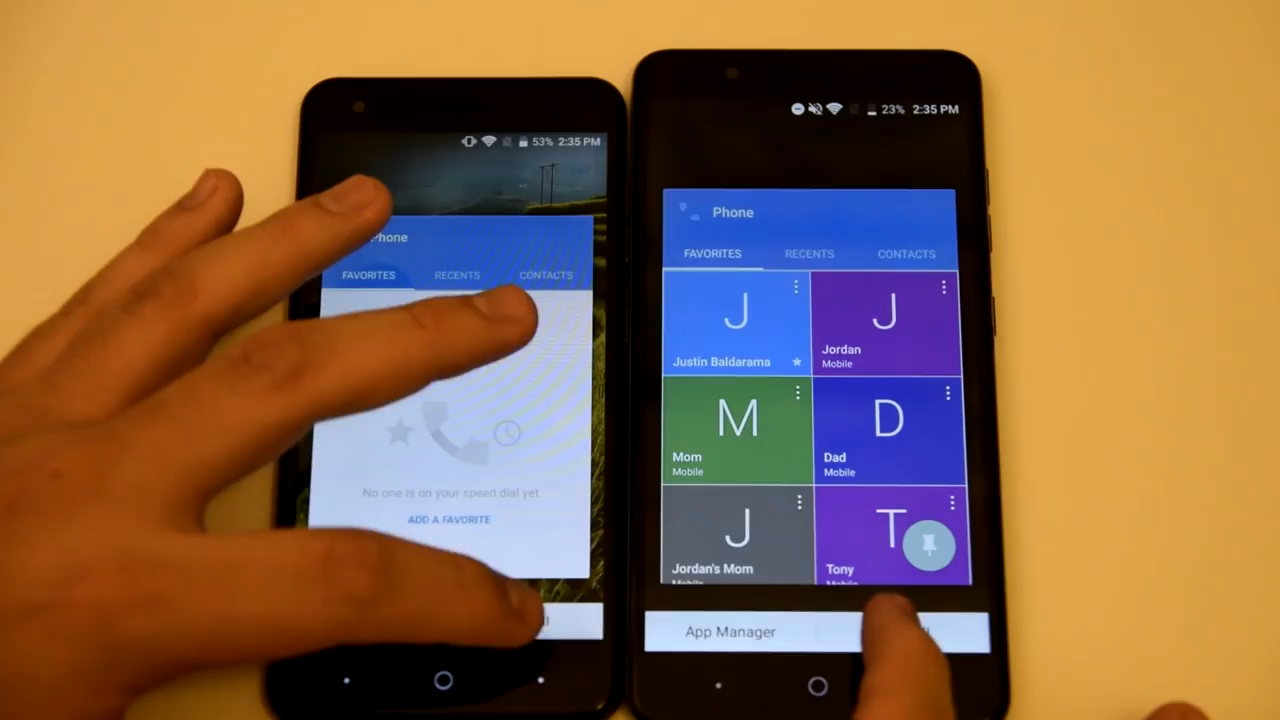 53% 2:35 PM
Phone
FAVORITES RECENTS CONTACTS
No one is on your speed dial yet
ADD A FAVORITE
23% 2:35 PM
Phone
FAVORITES RECENTS CONTACTS
J J
Justin Baldarama Jordan
Mobile
M D
Mom Dad
Mobile Mobile
J T
Jordan's Mom Tony
Mobile Mobile
App Manager